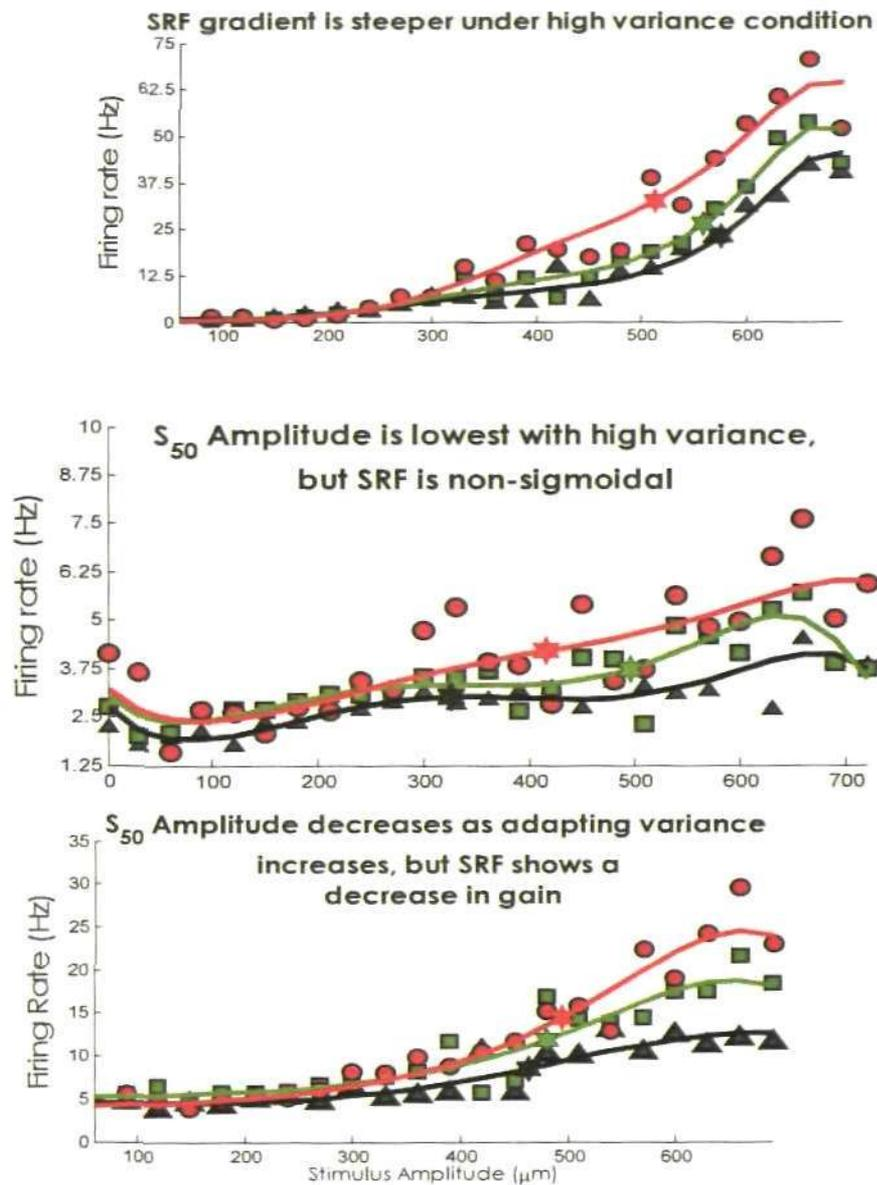 SRF gradient is steeper under high variance condition
75
62.5
50
37.5
25
12.5
0
Firing rate (Hz)
100 200 300 400 500 600
S50 Amplitude is lowest with high variance,
but SRF is non-sigmoidal
10
8.75
7.5
6.25
5
3.75
2.5
1.25
Firing rate (Hz)
0 100 200 300 400 500 600 700
S50 Amplitude decreases as adapting variance
increases, but SRF shows a
decrease in gain
35
30
25
20
15
10
5
0
Firing Rate (Hz)
100 200 300 400 500 600
Stimulus Amplitude (μm)